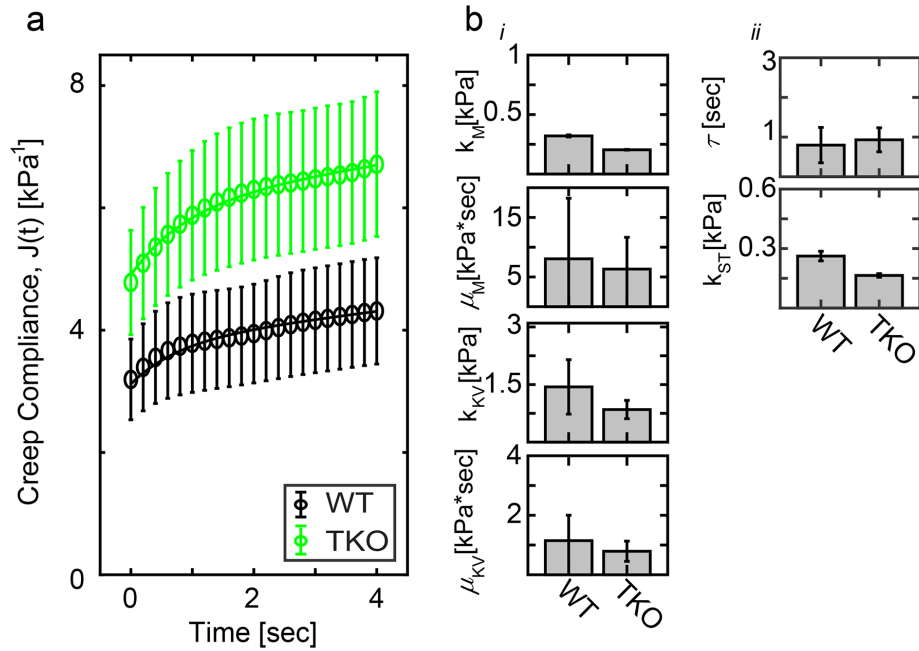 a
Creep Compliance, J(t) [kPa⁻¹]
8
4
0
0 2 4
Time [sec]
WT
TKO
b
i
k_M[kPa]
1
0.5
μ_M[kPa*sec]
15
10
5
k_KV[kPa]
3
1.5
μ_KV[kPa*sec]
4
2
WT TKO
ii
τ [sec]
3
1
k_ST[kPa]
0.6
0.3
WT TKO